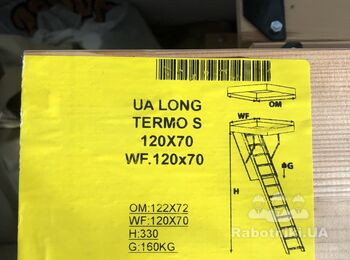 UA LONG
TERMO S
120X70
WF.120x70
OM:122X72
WF:120X70
H:330
G:160KG
OM
WF
G
H
Rabotniki.UA